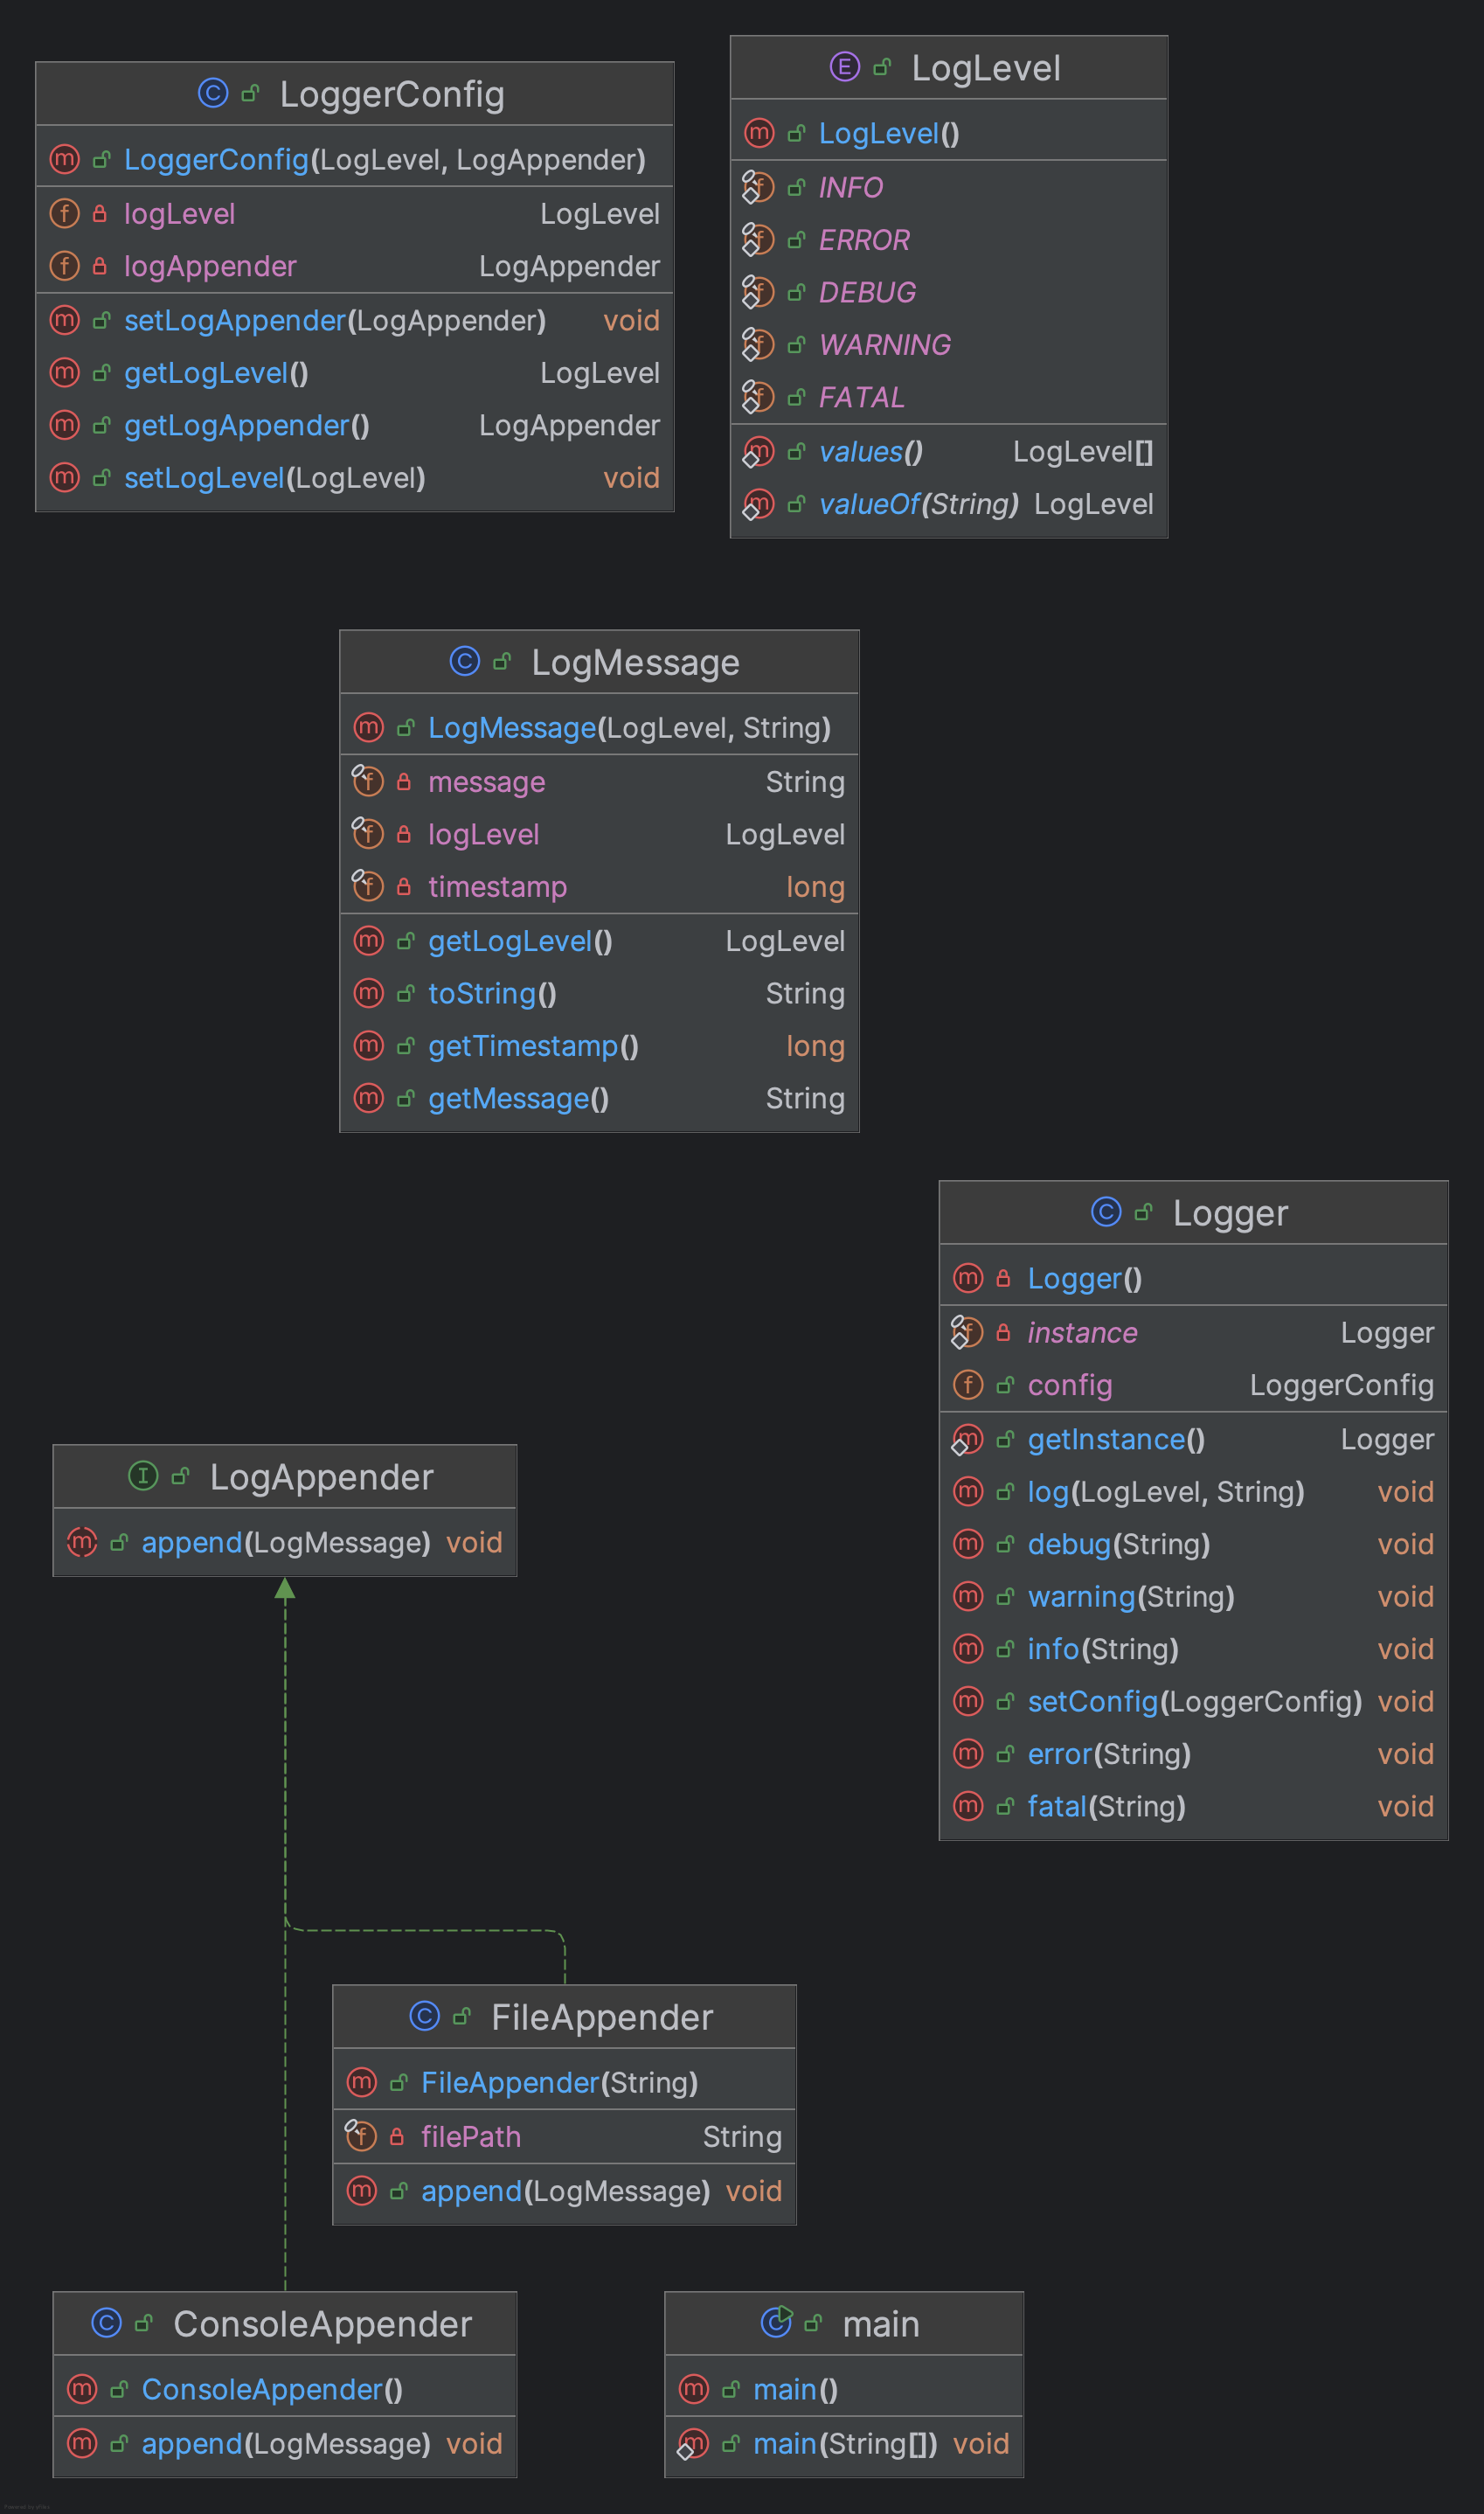 LoggerConfig
LoggerConfig(LogLevel, LogAppender)
logLevel LogLevel
logAppender LogAppender
setLogAppender(LogAppender) void
getLogLevel() LogLevel
getLogAppender() LogAppender
setLogLevel(LogLevel) void
E LogLevel
LogLevel()
INFO
ERROR
DEBUG
WARNING
FATAL
values() LogLevel[]
valueOf(String) LogLevel
LogMessage
LogMessage(LogLevel, String)
message String
logLevel LogLevel
timestamp long
getLogLevel() LogLevel
toString() String
getTimestamp() long
getMessage() String
Logger
Logger()
instance Logger
config LoggerConfig
getInstance() Logger
log(LogLevel, String) void
debug(String) void
warning(String) void
info(String) void
setConfig(LoggerConfig) void
error(String) void
fatal(String) void
LogAppender
append(LogMessage) void
FileAppender
FileAppender(String)
filePath String
append(LogMessage) void
ConsoleAppender
ConsoleAppender()
append(LogMessage) void
main
main()
main(String[]) void